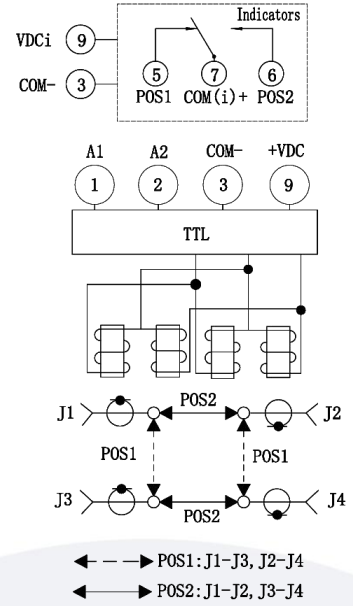 Indicators
VDCi 9
COM- 3
5 7 6
POS1 COM(i)+ POS2
A1 A2 COM- +VDC
1 2 3 9
TTL
J1 POS2 J2
POS1 POS1
J3 POS2 J4
POS1:J1-J3, J2-J4
POS2:J1-J2, J3-J4